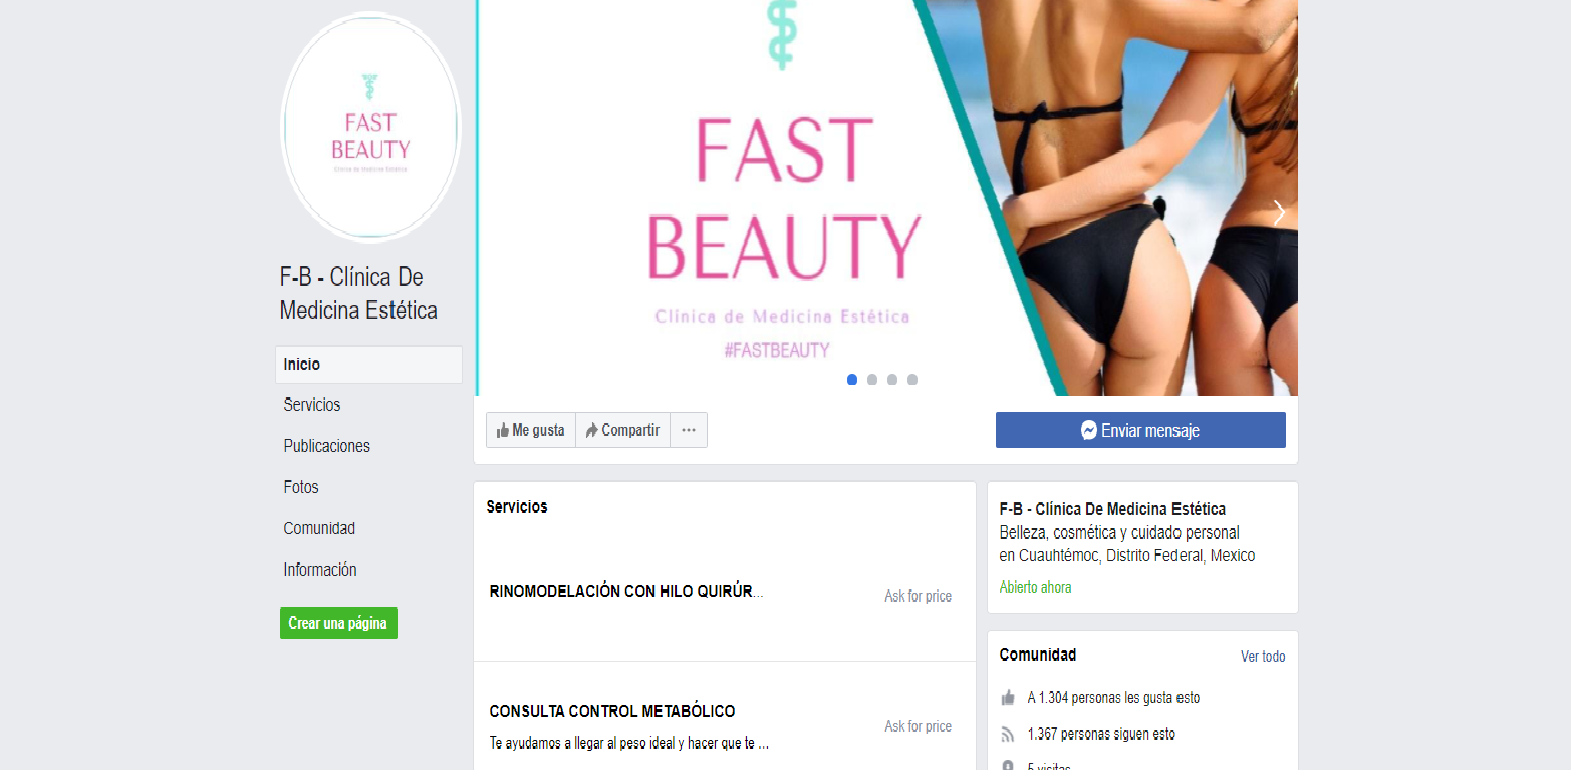 FAST
BEAUTY
Clínica de Medicina Estética
F-B - Clínica De
Medicina Estética
Inicio
Servicios
Publicaciones
Fotos
Comunidad
Información
Crear una página
FAST
BEAUTY
Clínica de Medicina Estética
#FASTBEAUTY
Me gusta
Compartir
...
Enviar mensaje
Servicios
RINOMODELACIÓN CON HILO QUIRÚR...
Ask for price
CONSULTA CONTROL METABÓLICO
Te ayudamos a llegar al peso ideal y hacer que te ...
Ask for price
F-B - Clínica De Medicina Estética
Belleza, cosmética y cuidado personal
en Cuauhtémoc, Distrito Federal, Mexico
Abierto ahora
Comunidad
Ver todo
A 1.304 personas les gusta esto
1.367 personas siguen esto
5 visitas